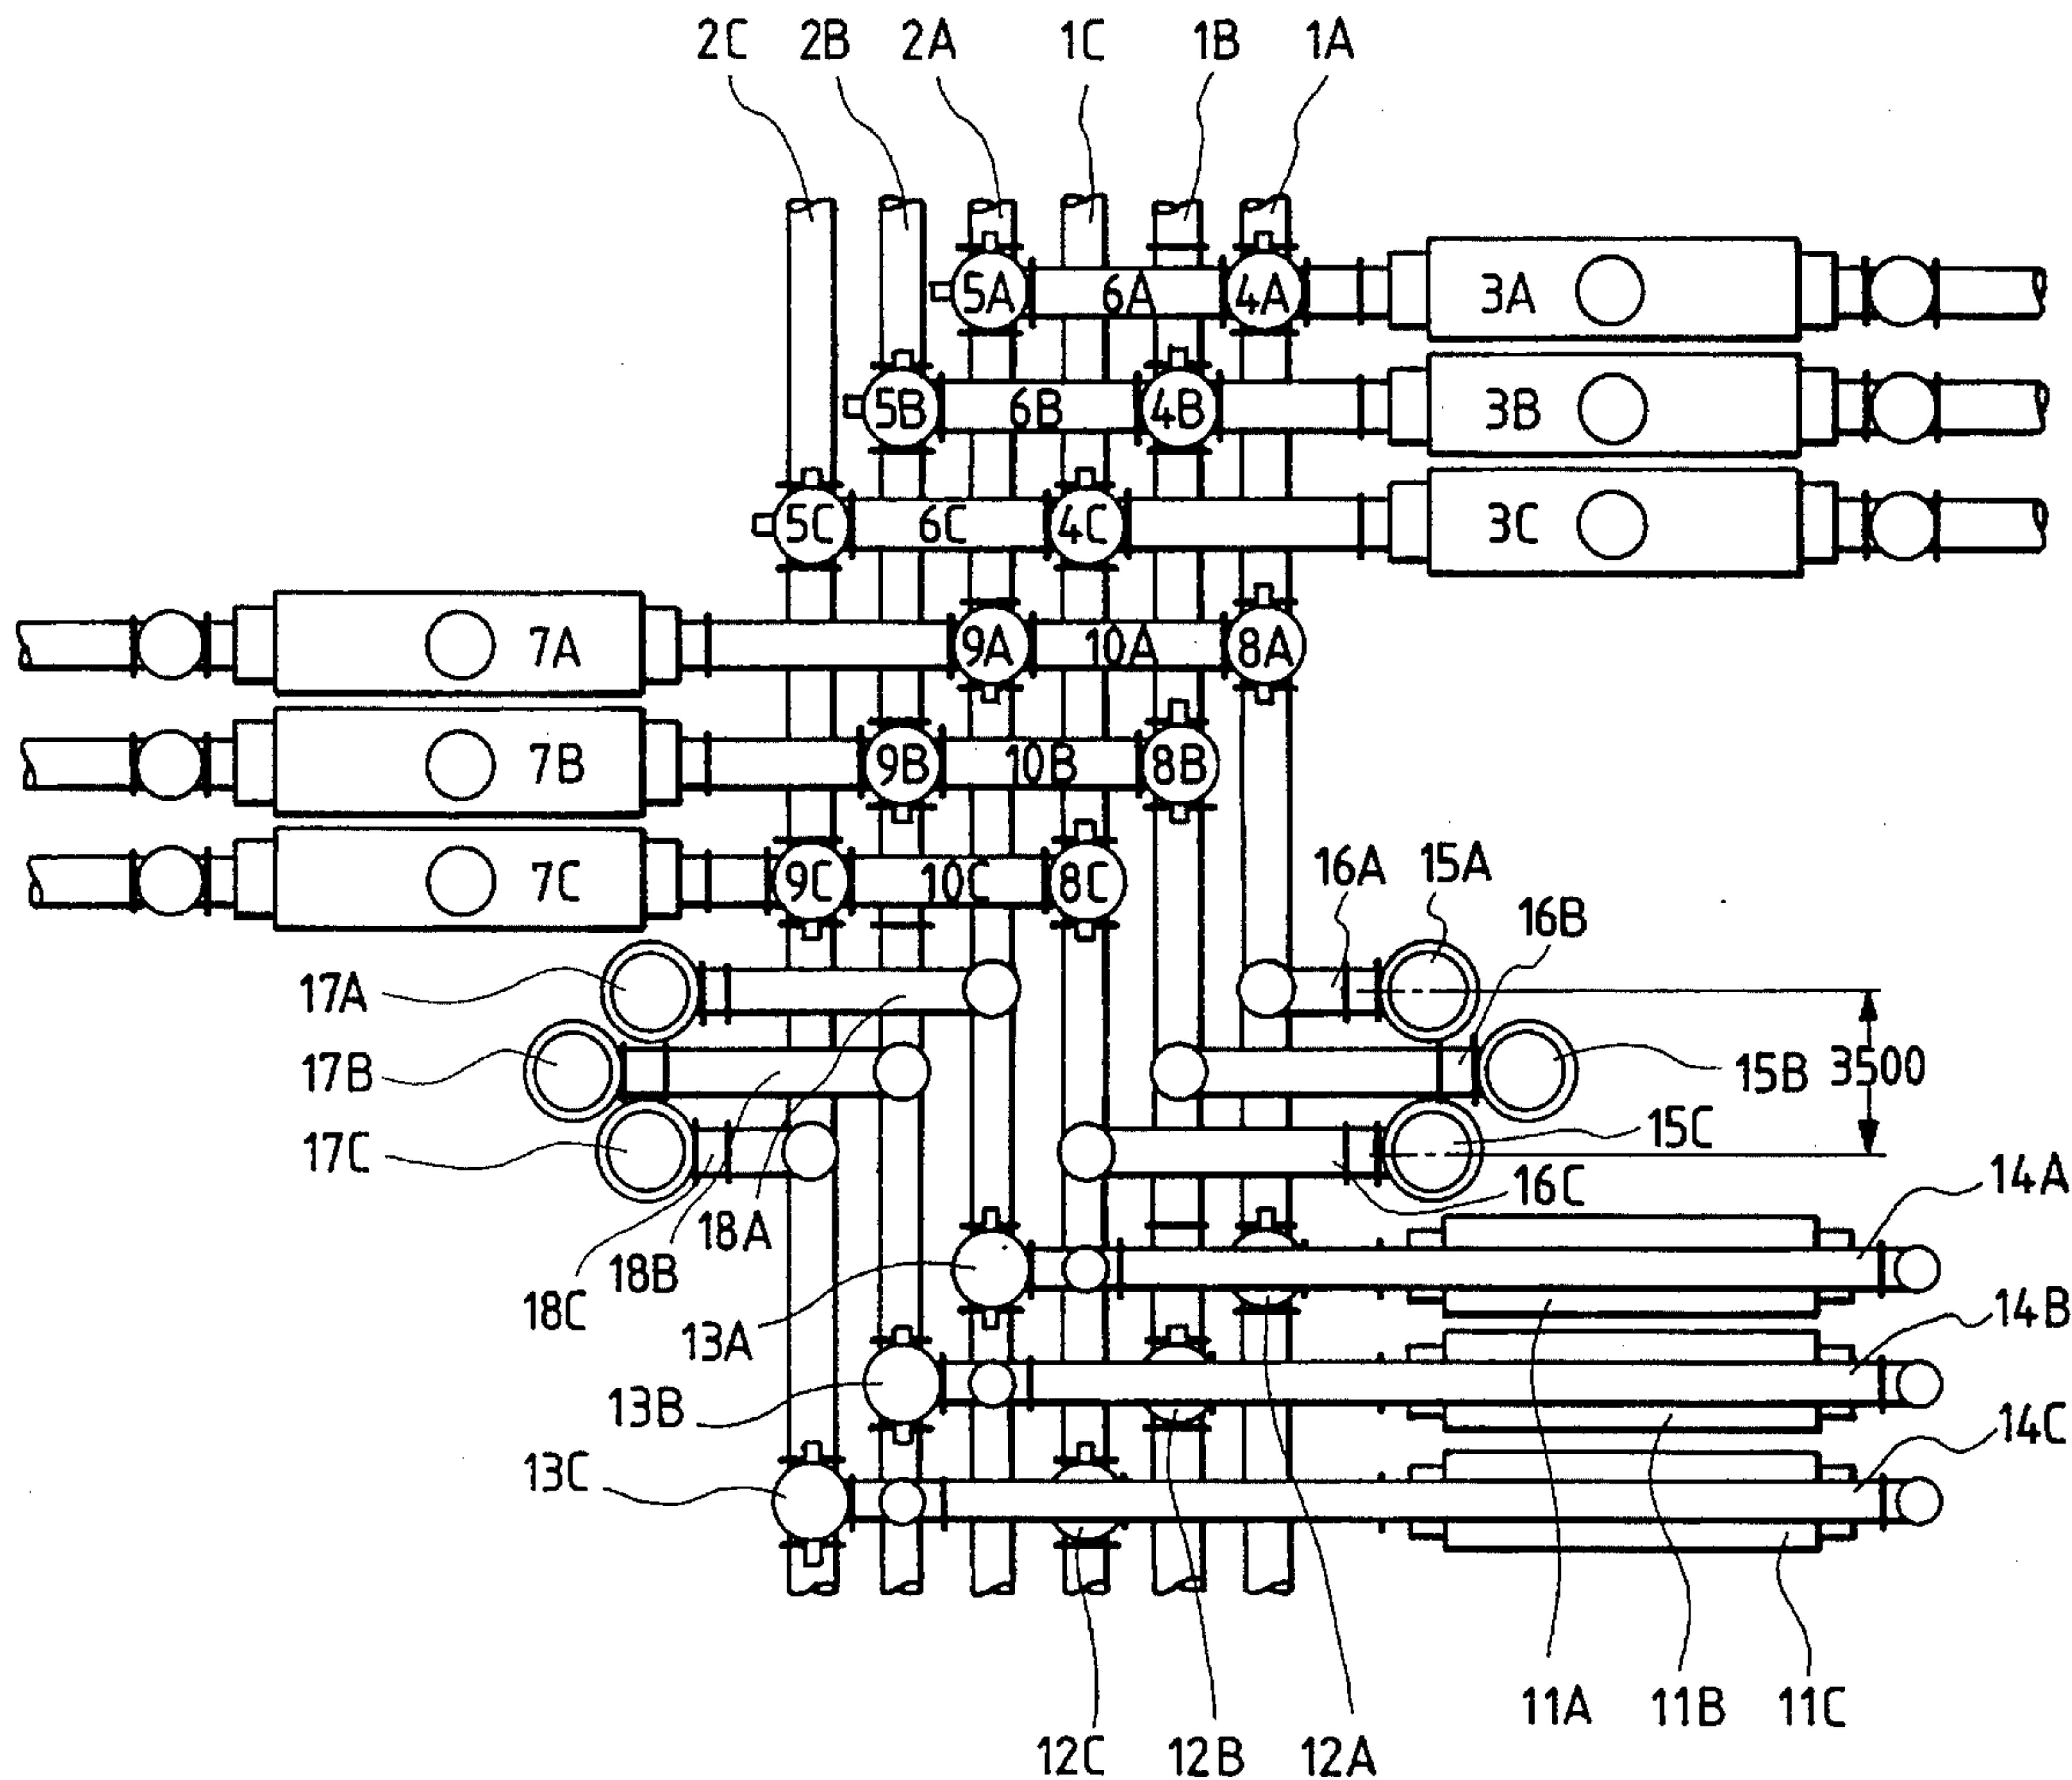 2C 2B 2A 1C 1B 1A
5A 6A 4A 3A
5B 6B 4B 3B
5C 6C 4C 3C
7A 9A 10A 8A
7B 9B 10B 8B
7C 9C 10C 8C
16A 15A
16B
17A
17B 15B 3500
17C 15C
16C 14A
18A
18B
18C
14B
13A
13B
14C
13C
11A 11B 11C
12C 12B 12A